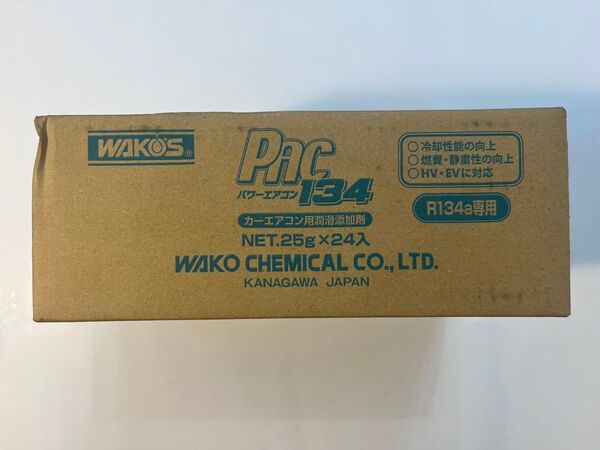 WAKO'S®
PAC
パワーエアコン 134
カーエアコン用潤滑添加剤
NET.25g×24入
WAKO CHEMICAL CO.,LTD.
KANAGAWA JAPAN
○冷却性能の向上
○燃費・静粛性の向上
○HV・EVに対応
R134a専用